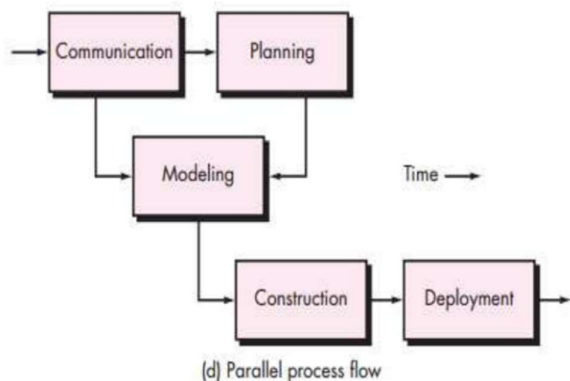 Communication
Planning
Modeling
Time
Construction
Deployment
(d) Parallel process flow